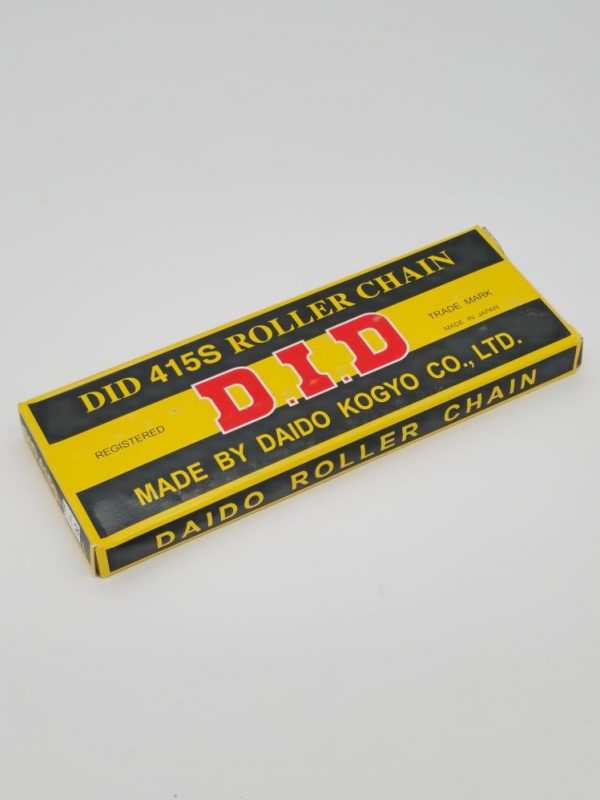 DID 415S ROLLER CHAIN
TRADE MARK
MADE IN JAPAN
D.I.D
REGISTERED
MADE BY DAIDO KOGYO CO., LTD.
DAIDO ROLLER CHAIN